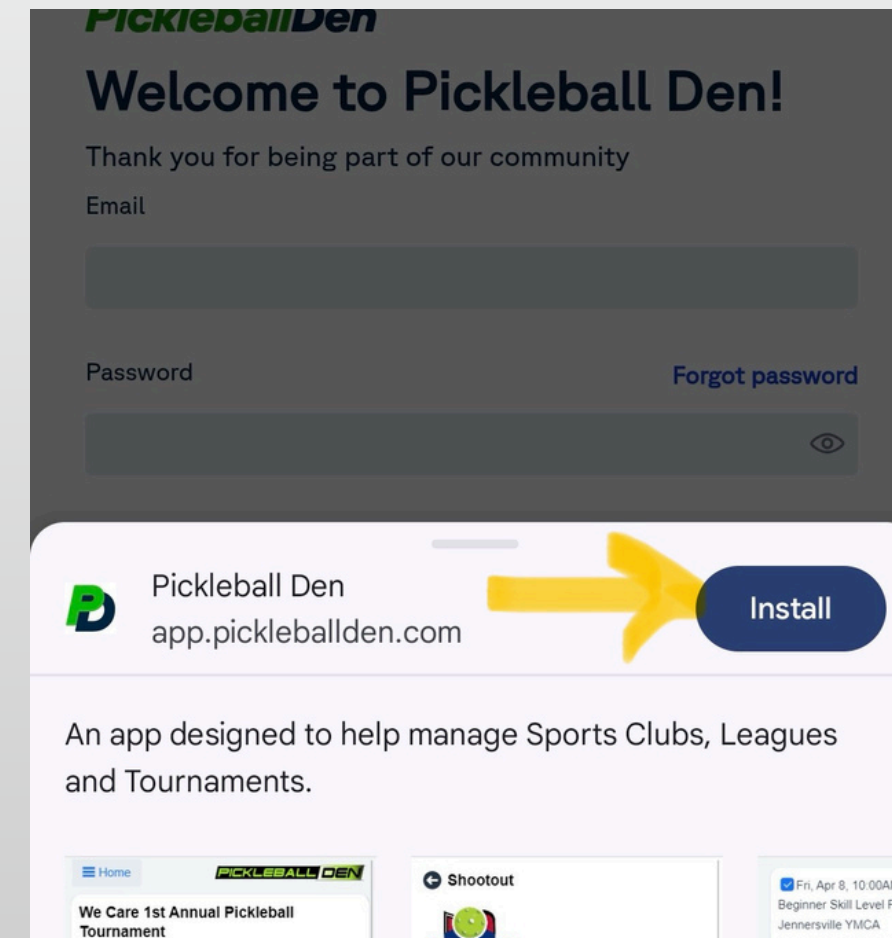 PickleballDen
Welcome to Pickleball Den!
Thank you for being part of our community
Email
Password
Forgot password
Pickleball Den
app.pickleballden.com
Install
An app designed to help manage Sports Clubs, Leagues
and Tournaments.
Home
PICKLEBALL DEN
We Care 1st Annual Pickleball
Tournament
Shootout
Fri, Apr 8, 10:00AM
Beginner Skill Level
Jennersville YMCA